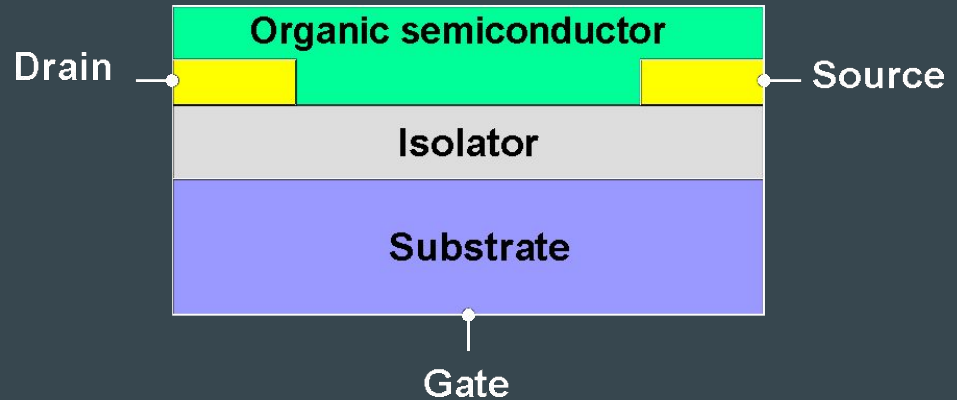 Organic semiconductor
Drain
Source
Isolator
Substrate
Gate